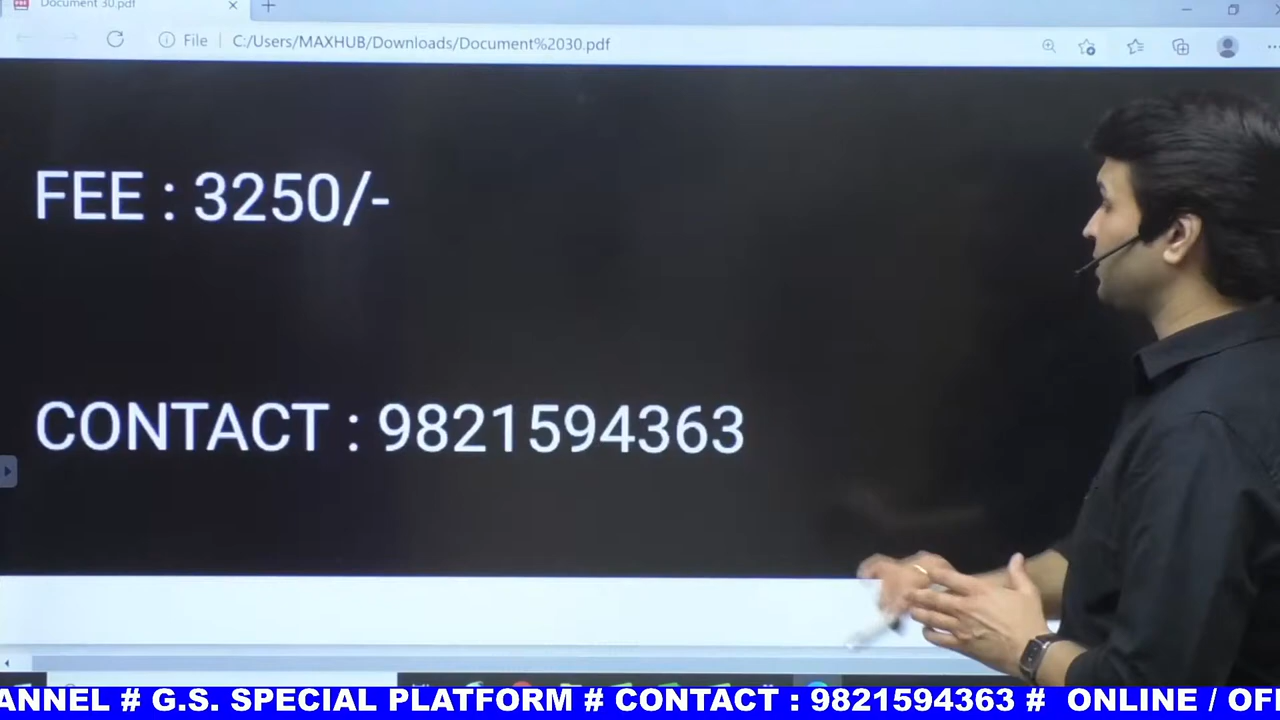 Document 30.pdf
File C:/Users/MAXHUB/Downloads/Document%2030.pdf
FEE : 3250/-
CONTACT : 9821594363
ANNEL # G.S. SPECIAL PLATFORM # CONTACT : 9821594363 # ONLINE / OF